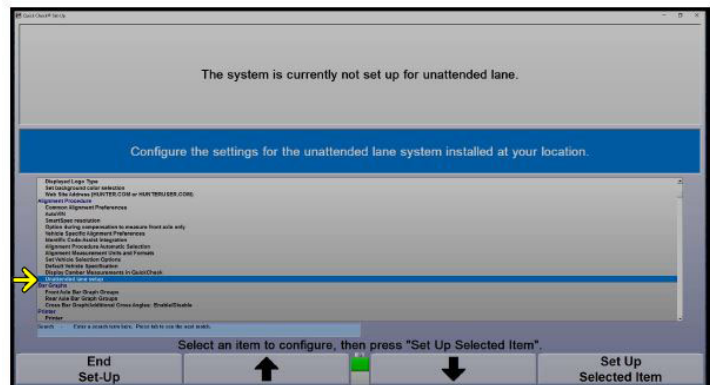 Quick Check® Set-Up
The system is currently not set up for unattended lane.
Configure the settings for the unattended lane system installed at your location.
Displayed Logo Type
Set background color selection
Web Site Address (HUNTER.COM or HUNTERUSER.COM)
Alignment Procedure
Common Alignment Preferences
AutoVIN
SmartSpec resolution
Option during compensation to measure front axle only
Vehicle Specific Alignment Preferences
Identifix Code-Assist Integration
Alignment Procedure Automatic Selection
Alignment Measurement Units and Formats
Set Vehicle Selection Options
Default Vehicle Specification
Display Camber Measurements in QuickCheck
Unattended lane setup
Bar Graphs
Front Axle Bar Graph Groups
Rear Axle Bar Graph Groups
Cross Bar Graph/Additional Cross Angles: Enable/Disable
Printer
Printer
Search - Enter a search term here. Press tab to see the next match.
Select an item to configure, then press "Set Up Selected Item".
End
Set-Up
Set Up
Selected Item